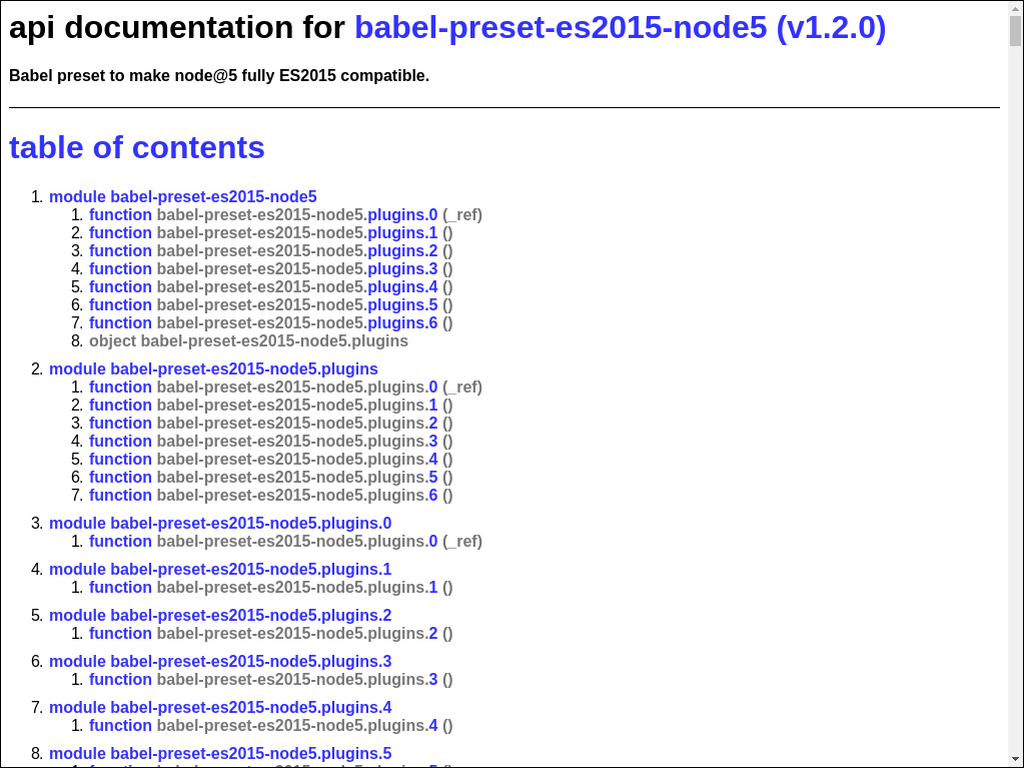 api documentation for babel-preset-es2015-node5 (v1.2.0)
Babel preset to make node@5 fully ES2015 compatible.
table of contents
1. module babel-preset-es2015-node5
1. function babel-preset-es2015-node5.plugins.0 (_ref)
2. function babel-preset-es2015-node5.plugins.1 ()
3. function babel-preset-es2015-node5.plugins.2 ()
4. function babel-preset-es2015-node5.plugins.3 ()
5. function babel-preset-es2015-node5.plugins.4 ()
6. function babel-preset-es2015-node5.plugins.5 ()
7. function babel-preset-es2015-node5.plugins.6 ()
8. object babel-preset-es2015-node5.plugins
2. module babel-preset-es2015-node5.plugins
1. function babel-preset-es2015-node5.plugins.0 (_ref)
2. function babel-preset-es2015-node5.plugins.1 ()
3. function babel-preset-es2015-node5.plugins.2 ()
4. function babel-preset-es2015-node5.plugins.3 ()
5. function babel-preset-es2015-node5.plugins.4 ()
6. function babel-preset-es2015-node5.plugins.5 ()
7. function babel-preset-es2015-node5.plugins.6 ()
3. module babel-preset-es2015-node5.plugins.0
1. function babel-preset-es2015-node5.plugins.0 (_ref)
4. module babel-preset-es2015-node5.plugins.1
1. function babel-preset-es2015-node5.plugins.1 ()
5. module babel-preset-es2015-node5.plugins.2
1. function babel-preset-es2015-node5.plugins.2 ()
6. module babel-preset-es2015-node5.plugins.3
1. function babel-preset-es2015-node5.plugins.3 ()
7. module babel-preset-es2015-node5.plugins.4
1. function babel-preset-es2015-node5.plugins.4 ()
8. module babel-preset-es2015-node5.plugins.5